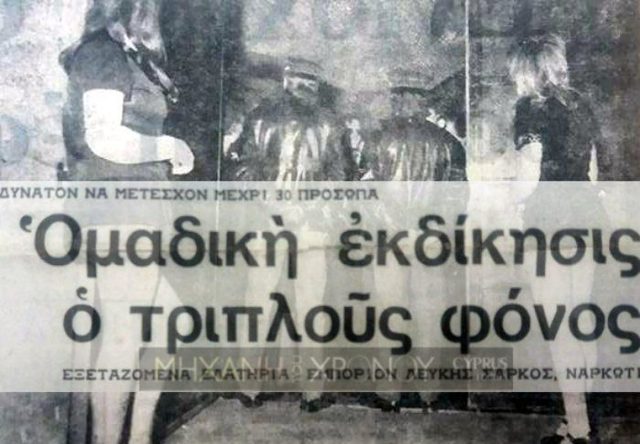 ΔΥΝΑΤΟΝ ΝΑ ΜΕΤΕΣΧΟΝ ΜΕΧΡΙ 30 ΠΡΟΣΩΠΑ
Ὁμαδικὴ ἐκδίκησις
ὁ τριπλοῦς φόνος
ΜΗΧΑΝΗ ΤΟΥ ΧΡΟΝΟΥ CYPRUS
ΕΞΕΤΑΖΟΜΕΝΑ ΕΛΑΤΗΡΙΑ: ΕΜΠΟΡΙΟΝ ΛΕΥΚΗΣ ΣΑΡΚΟΣ, ΝΑΡΚΩΤΙ